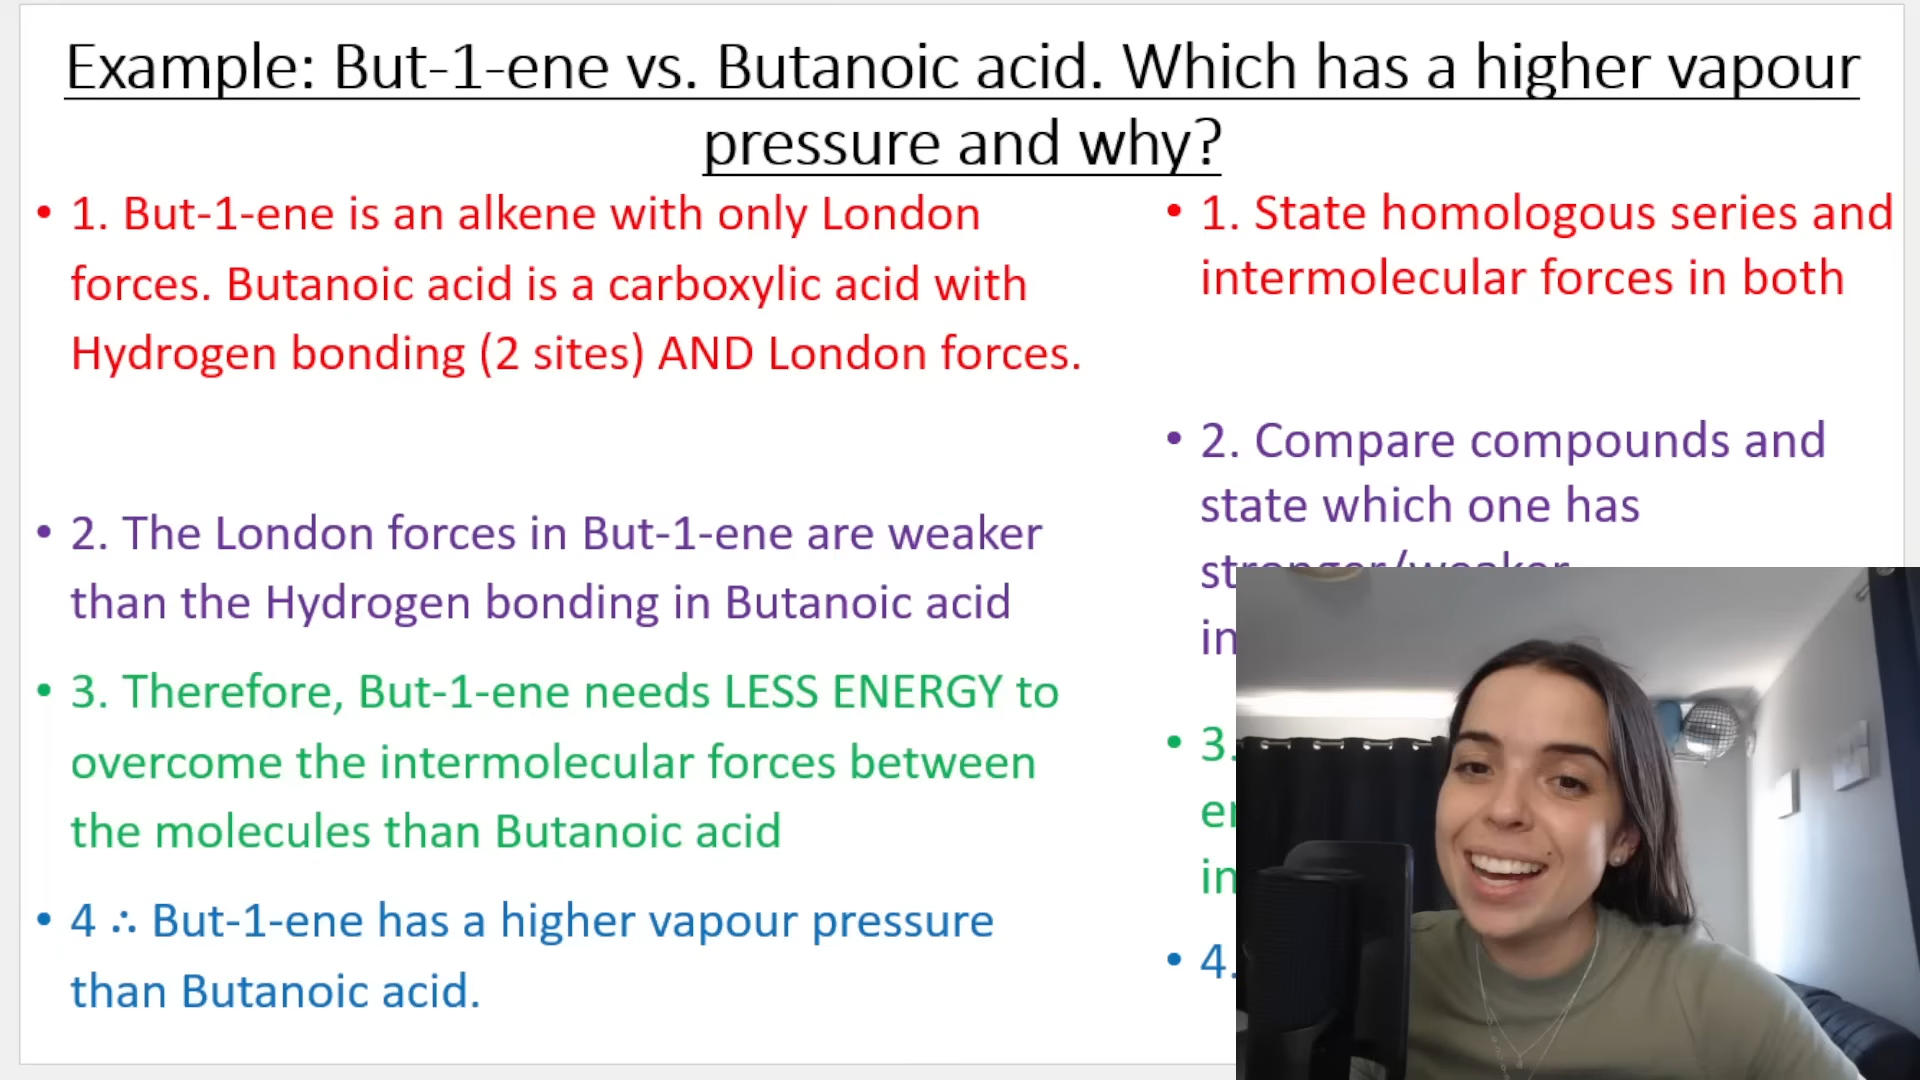 Example: But-1-ene vs. Butanoic acid. Which has a higher vapour
pressure and why?
• 1. But-1-ene is an alkene with only London
forces. Butanoic acid is a carboxylic acid with
Hydrogen bonding (2 sites) AND London forces.
• 2. The London forces in But-1-ene are weaker
than the Hydrogen bonding in Butanoic acid
• 3. Therefore, But-1-ene needs LESS ENERGY to
overcome the intermolecular forces between
the molecules than Butanoic acid
• 4 ∴ But-1-ene has a higher vapour pressure
than Butanoic acid.
• 1. State homologous series and
intermolecular forces in both
• 2. Compare compounds and
state which one has
stronger/weaker
in
• 3.
en
in
• 4.